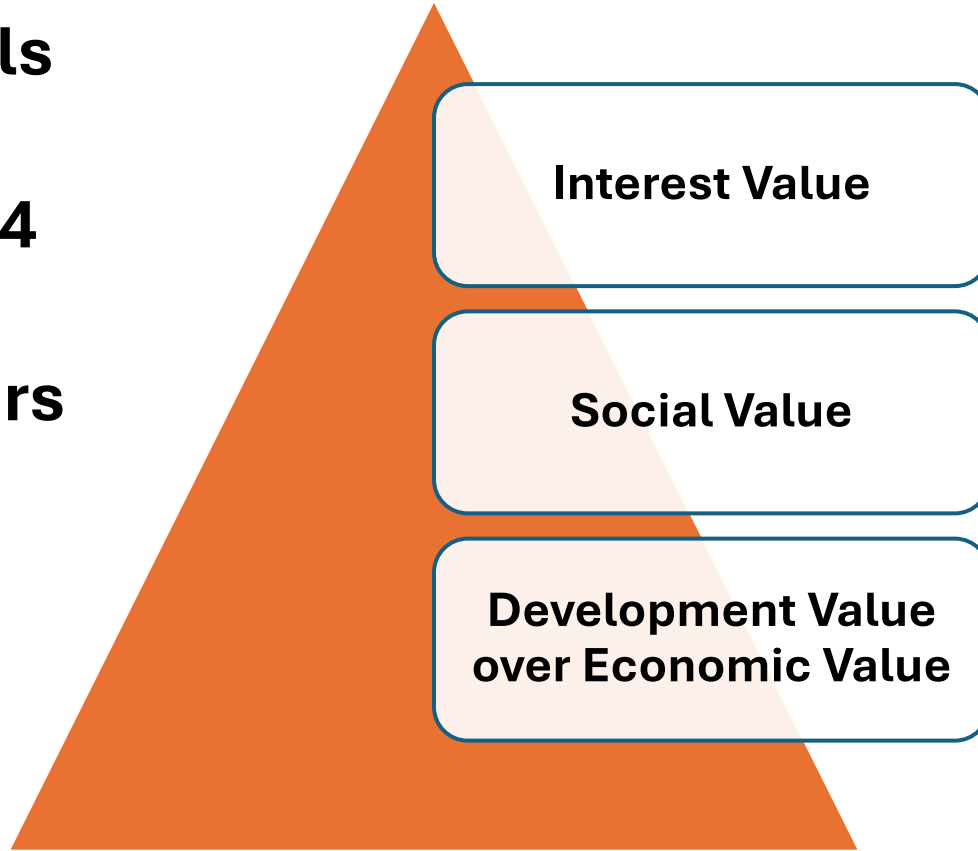 ls
Interest Value
4
rs
Social Value
Development Value
over Economic Value